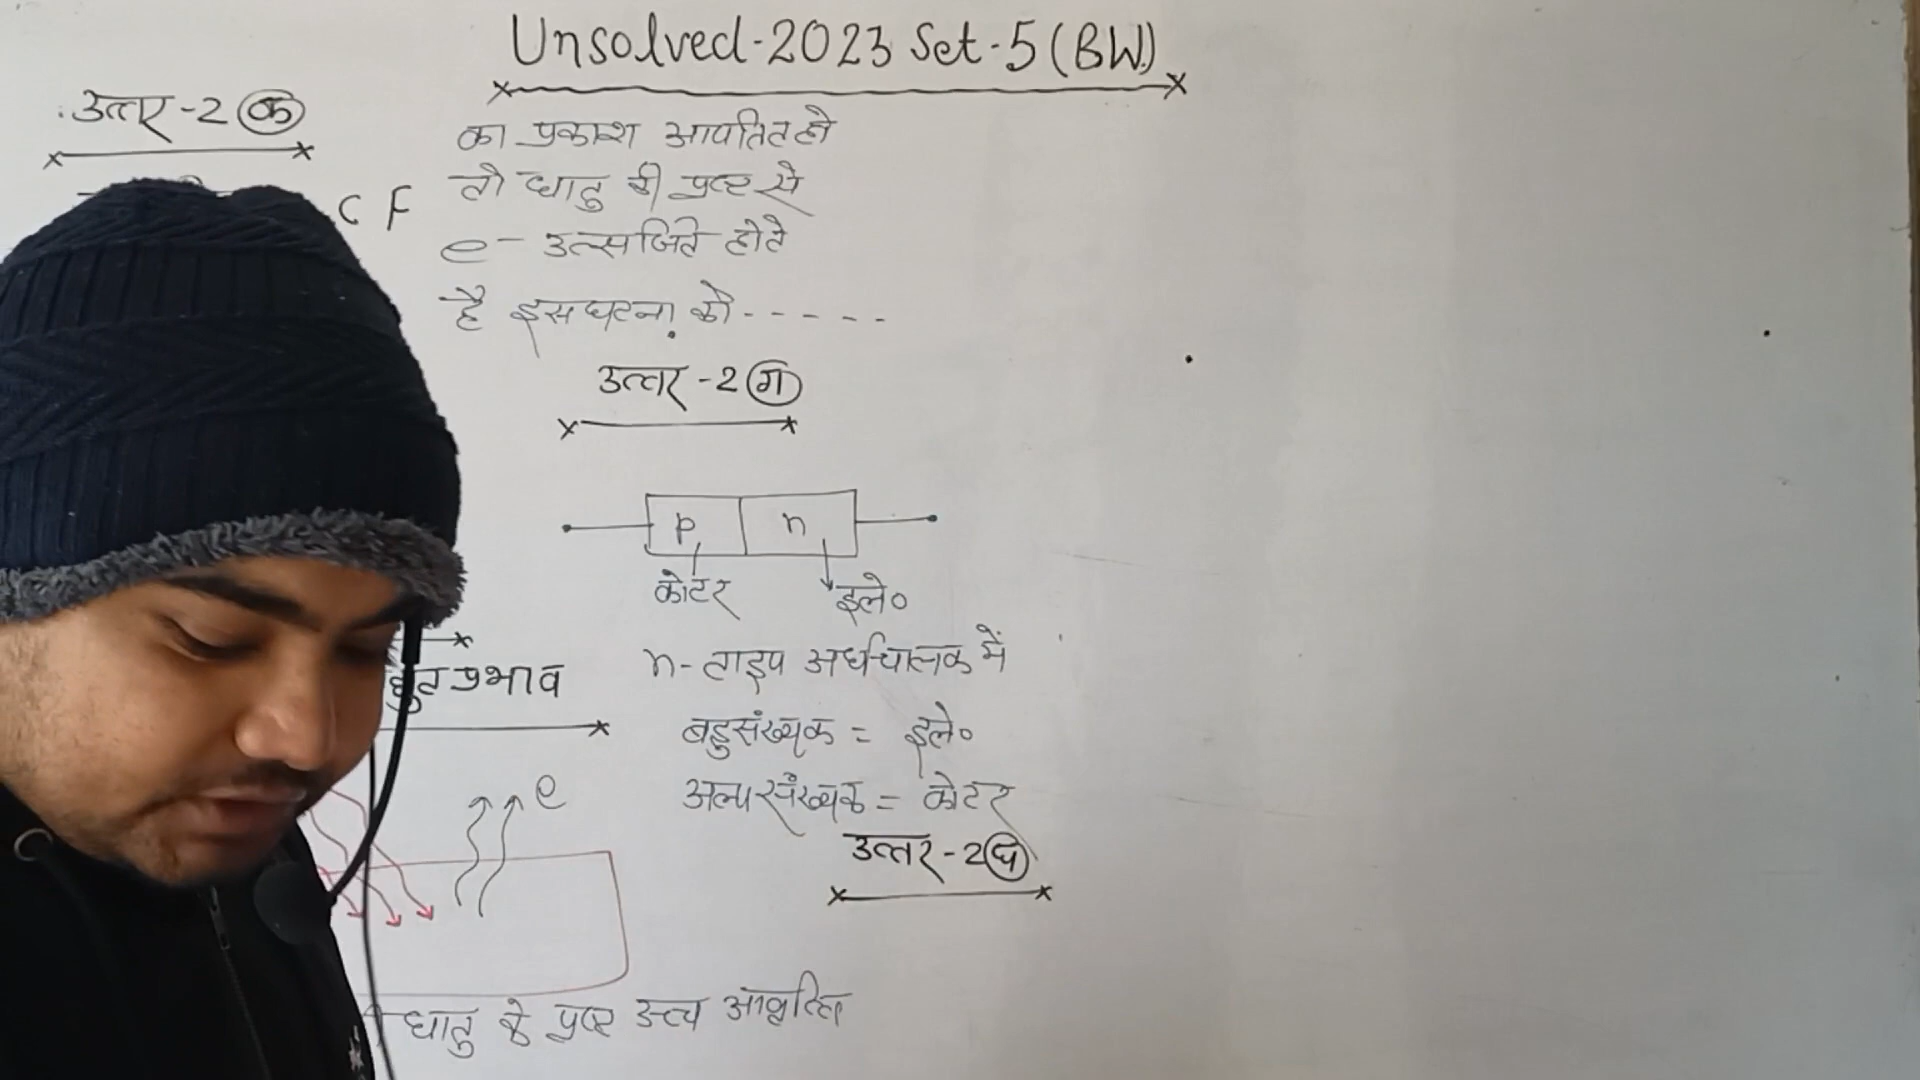 Unsolved-2023 Set-5 (BW)
उत्तर-2 (क)
C F
का प्रकाश आपतित हो
तो धातु की पृष्ठ से
e- उत्सर्जित होते
है इस घटना को-----
उत्तर-2 (ग)
p n
कोटर इले०
n-टाइप अर्धचालक में
बहुसंख्यक = इले०
अल्पसंख्यक = कोटर
उत्तर-2 (घ)
प्रभाव
e
धातु के पृष्ठ उच्च आवृत्ति